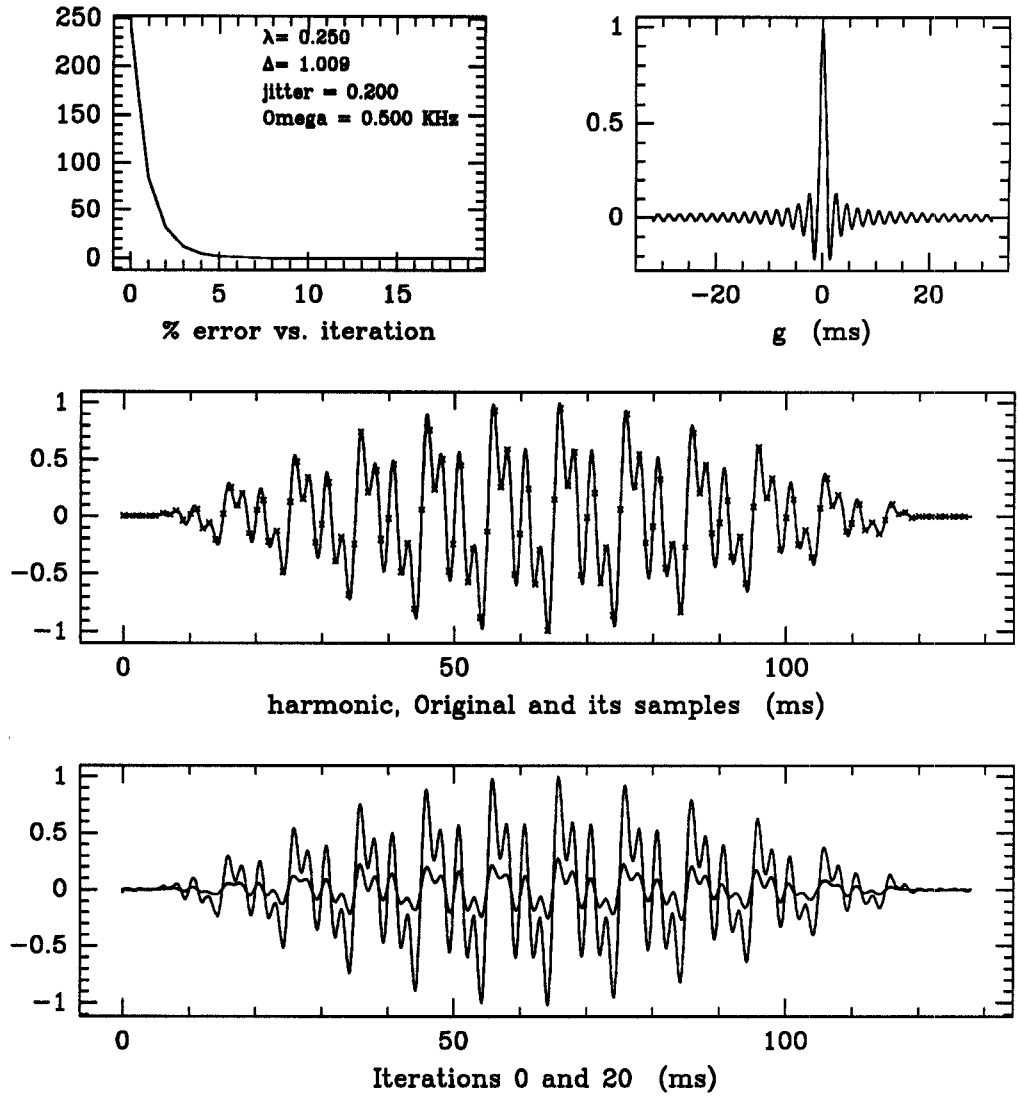 250
200
150
100
50
0
λ= 0.250
Δ= 1.009
jitter = 0.200
Omega = 0.500 KHz
0 5 10 15
% error vs. iteration
1
0.5
0
−20 0 20
g (ms)
1
0.5
0
−0.5
−1
0 50 100
harmonic, Original and its samples (ms)
1
0.5
0
−0.5
−1
0 50 100
Iterations 0 and 20 (ms)